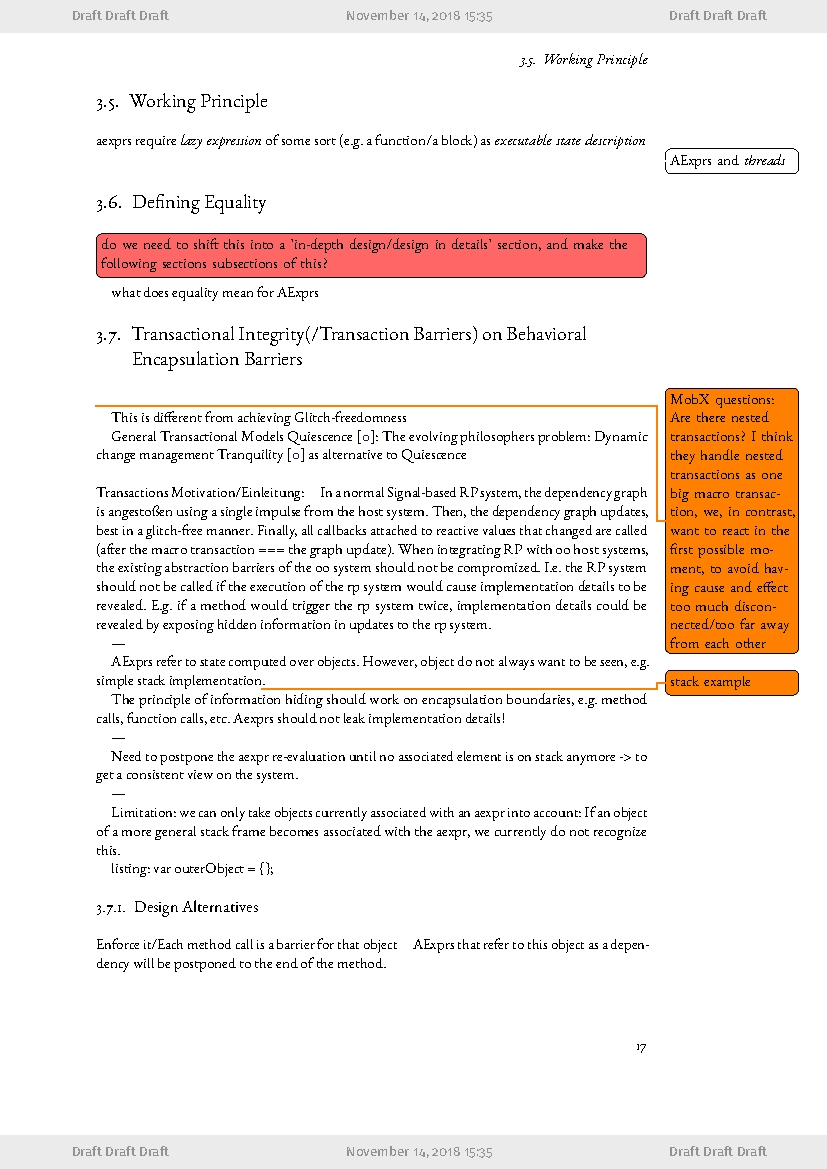 Draft Draft Draft November 14, 2018 15:35 Draft Draft Draft
3.5. Working Principle
3.5. Working Principle
aexprs require lazy expression of some sort (e.g. a function/a block) as executable state description
AExprs and threads
3.6. Defining Equality
do we need to shift this into a 'in-depth design/design in details' section, and make the
following sections subsections of this?
what does equality mean for AExprs
3.7. Transactional Integrity(/Transaction Barriers) on Behavioral
Encapsulation Barriers
This is different from achieving Glitch-freedomness
General Transactional Models Quiescence [0]: The evolving philosophers problem: Dynamic
change management Tranquility [0] as alternative to Quiescence
Transactions Motivation/Einleitung: In a normal Signal-based RP system, the dependency graph
is angestoßen using a single impulse from the host system. Then, the dependency graph updates,
best in a glitch-free manner. Finally, all callbacks attached to reactive values that changed are called
(after the macro transaction === the graph update). When integrating RP with oo host systems,
the existing abstraction barriers of the oo system should not be compromized. I.e. the RP system
should not be called if the execution of the rp system would cause implementation details to be
revealed. E.g. if a method would trigger the rp system twice, implementation details could be
revealed by exposing hidden information in updates to the rp system.
—
AExprs refer to state computed over objects. However, object do not always want to be seen, e.g.
simple stack implementation.
The principle of information hiding should work on encapsulation boundaries, e.g. method
calls, function calls, etc. Aexprs should not leak implementation details!
—
Need to postpone the aexpr re-evaluation until no associated element is on stack anymore -> to
get a consistent view on the system.
—
Limitation: we can only take objects currently associated with an aexpr into account: If an object
of a more general stack frame becomes associated with the aexpr, we currently do not recognize
this.
listing: var outerObject = {};
MobX questions:
Are there nested
transactions? I think
they handle nested
transactions as one
big macro transac-
tion, we, in contrast,
want to react in the
first possible mo-
ment, to avoid hav-
ing cause and effect
too much discon-
nected/too far away
from each other
stack example
3.7.1. Design Alternatives
Enforce it/Each method call is a barrier for that object AExprs that refer to this object as a depen-
dency will be postponed to the end of the method.
17
Draft Draft Draft November 14, 2018 15:35 Draft Draft Draft